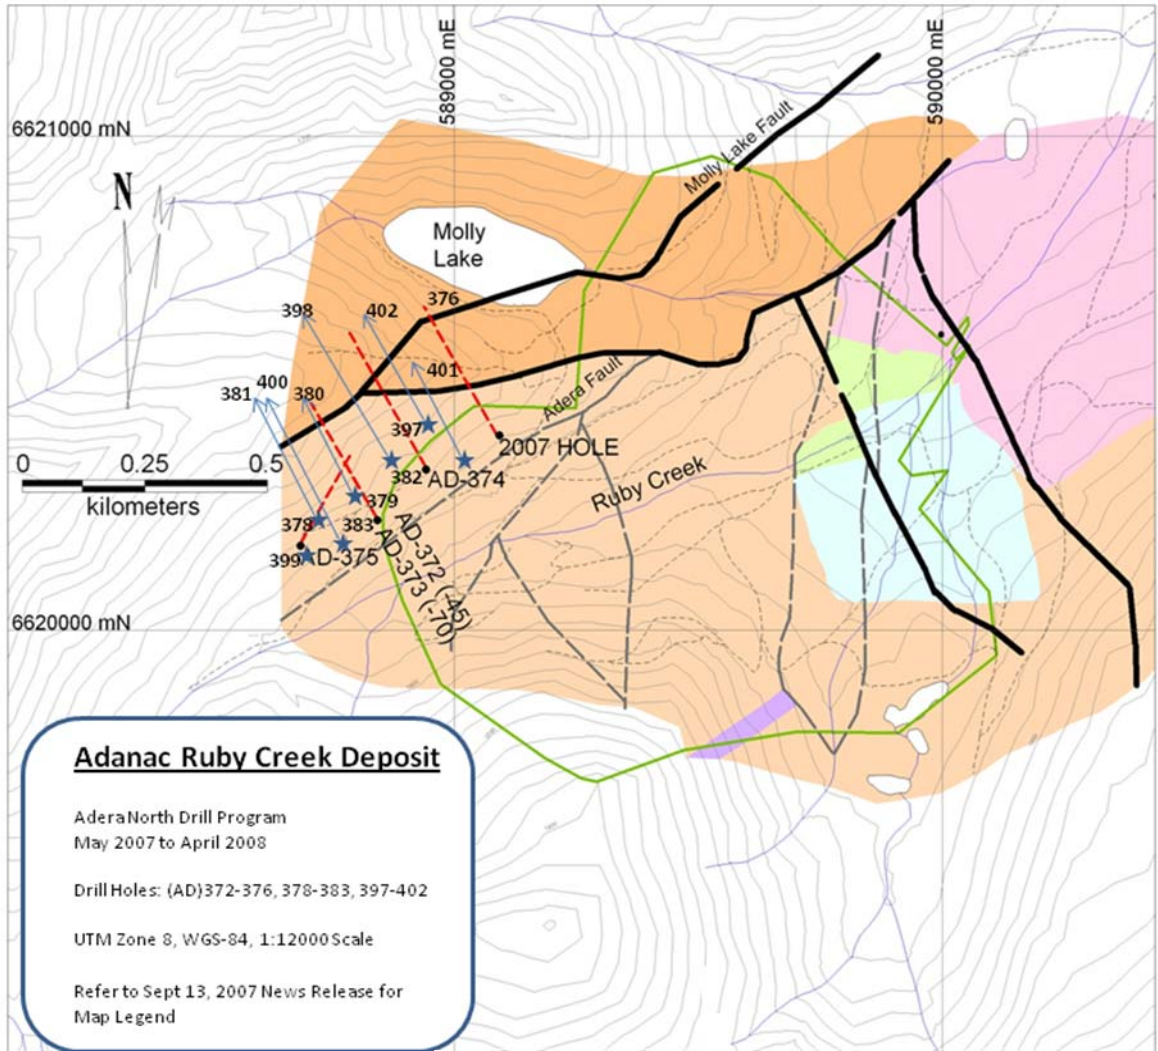 589000 mE
590000 mE
6621000 mN
Molly Lake Fault
N
Molly
Lake
398
402
376
401
381
400
380
Adera Fault
397
2007 HOLE
0
0.25
0.5
kilometers
382
AD-374
Ruby Creek
379
378
383
AD-372 (-45)
AD-373 (-70)
399
AD-375
6620000 mN
Adanac Ruby Creek Deposit
Adera North Drill Program
May 2007 to April 2008
Drill Holes: (AD)372-376, 378-383, 397-402
UTM Zone 8, WGS-84, 1:12000 Scale
Refer to Sept 13, 2007 News Release for
Map Legend